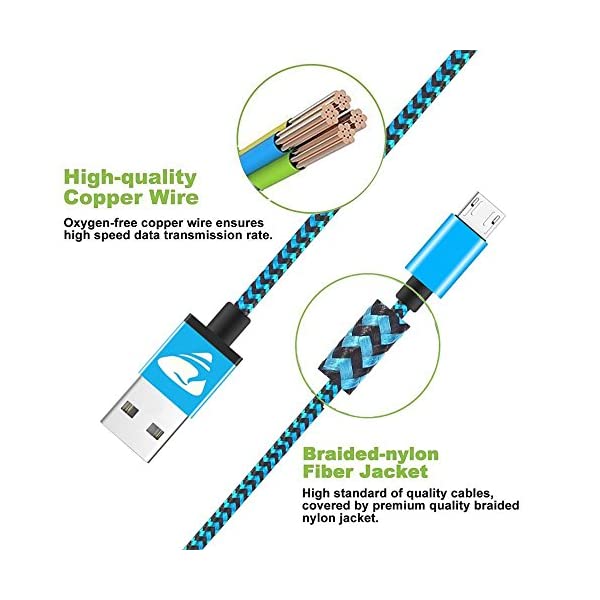 High-quality
Copper Wire
Oxygen-free copper wire ensures
high speed data transmission rate.
Braided-nylon
Fiber Jacket
High standard of quality cables,
covered by premium quality braided
nylon jacket.